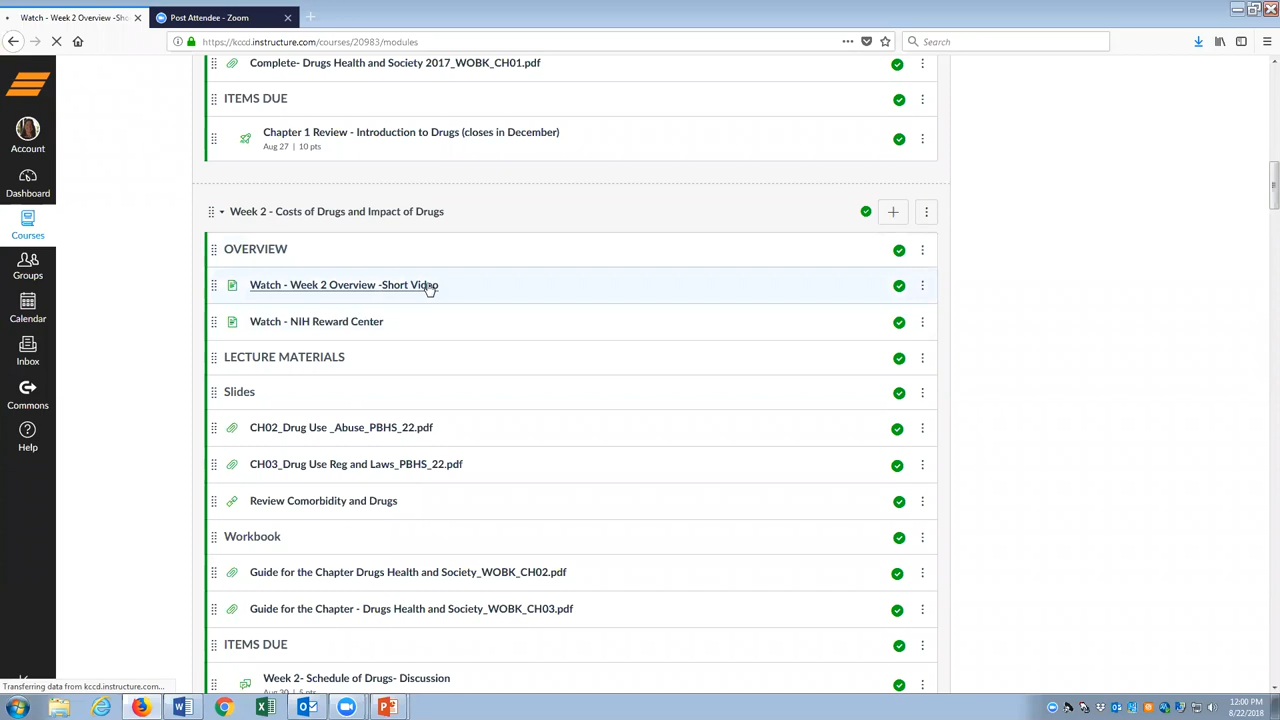 Watch - Week 2 Overview -Sho
Post Attendee - Zoom
https://kccd.instructure.com/courses/20983/modules
Search
Complete- Drugs Health and Society 2017_WOBK_CH01.pdf
ITEMS DUE
Chapter 1 Review - Introduction to Drugs (closes in December)
Aug 27 | 10 pts
Account
Dashboard
Courses
Groups
Calendar
Inbox
Commons
Help
Week 2 - Costs of Drugs and Impact of Drugs
OVERVIEW
Watch - Week 2 Overview -Short Video
Watch - NIH Reward Center
LECTURE MATERIALS
Slides
CH02_Drug Use _Abuse_PBHS_22.pdf
CH03_Drug Use Reg and Laws_PBHS_22.pdf
Review Comorbidity and Drugs
Workbook
Guide for the Chapter Drugs Health and Society_WOBK_CH02.pdf
Guide for the Chapter - Drugs Health and Society_WOBK_CH03.pdf
ITEMS DUE
Week 2- Schedule of Drugs- Discussion
Aug 30 | 5 pts
Transferring data from kccd.instructure.com...
12:00 PM
8/22/2018